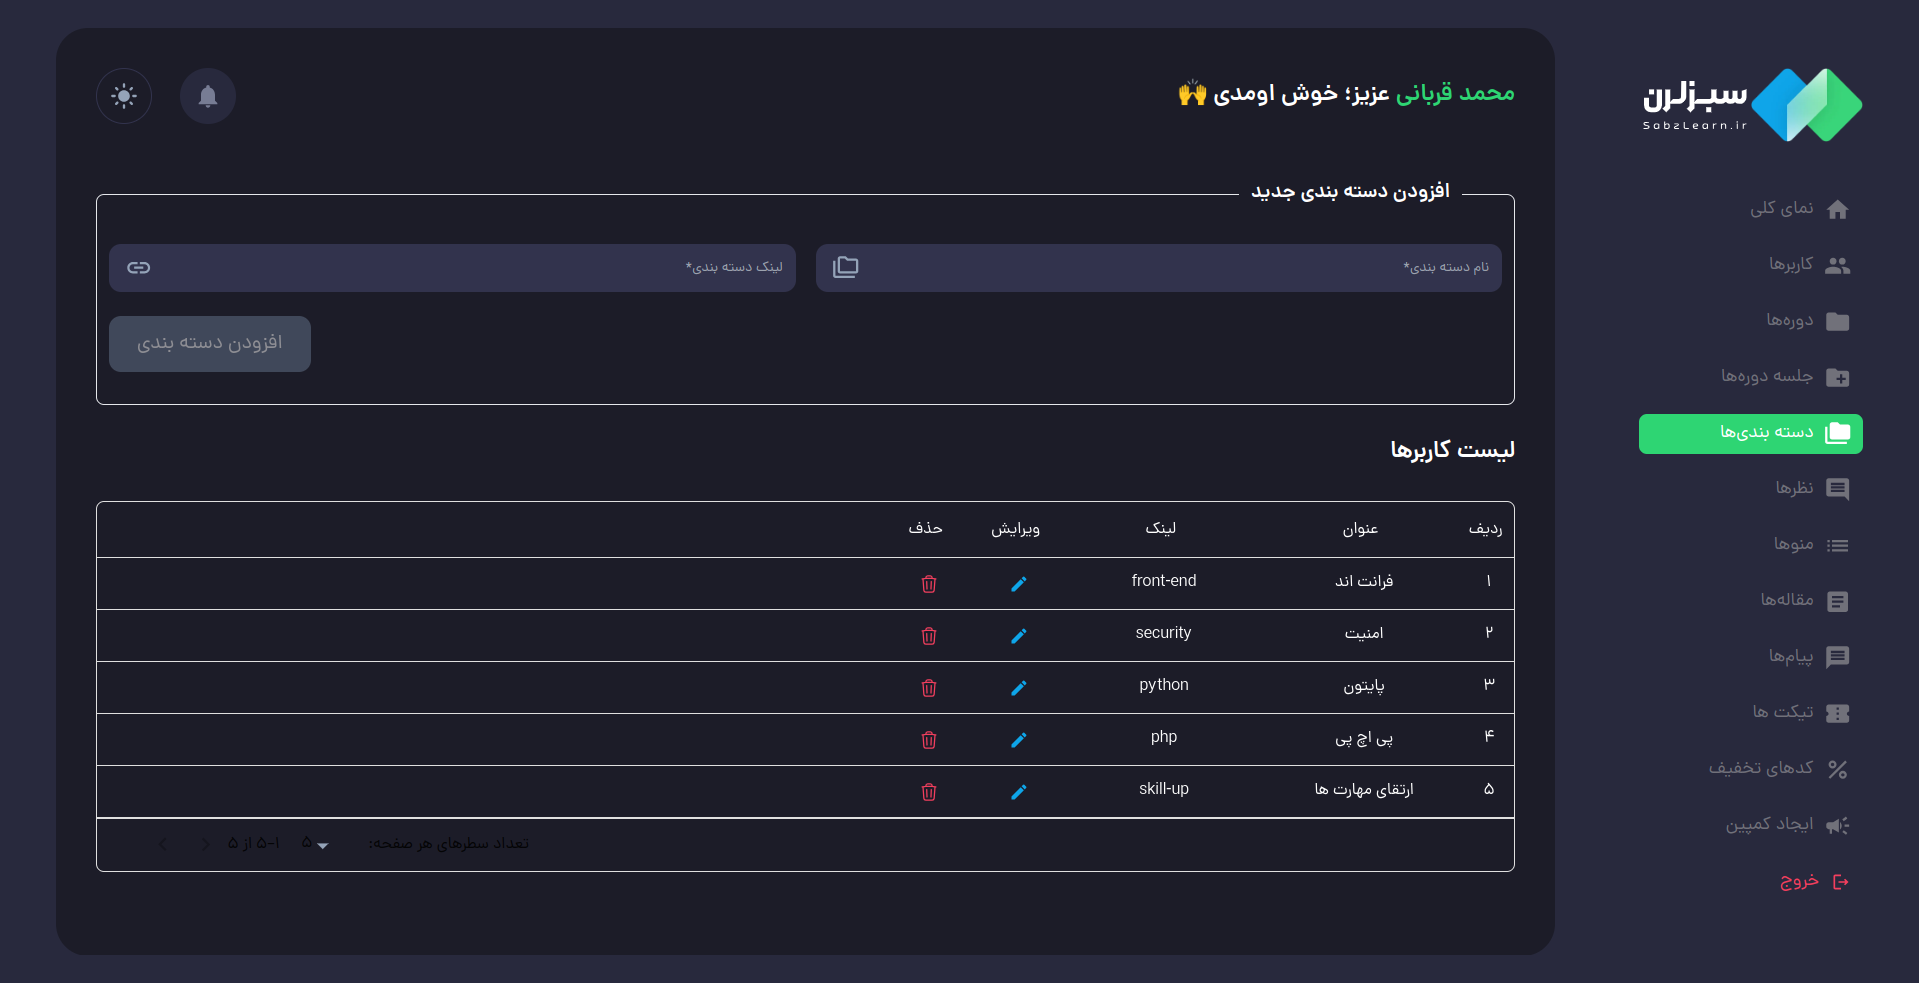 سبزلرن
SabzLearn.ir
نمای کلی
کاربرها
دوره‌ها
جلسه دوره‌ها
دسته بندی‌ها
نظرها
منوها
مقاله‌ها
پیام‌ها
تیکت ها
کدهای تخفیف
ایجاد کمپین
خروج
محمد قربانی عزیز؛ خوش اومدی 🙌
افزودن دسته بندی جدید
نام دسته بندی*
لینک دسته بندی*
افزودن دسته بندی
لیست کاربرها
ردیف عنوان لینک ویرایش حذف
۱ فرانت اند front-end
۲ امنیت security
۳ پایتون python
۴ پی اچ پی php
۵ ارتقای مهارت ها skill-up
تعداد سطرهای هر صفحه: ۵ ۱-۵ از ۵